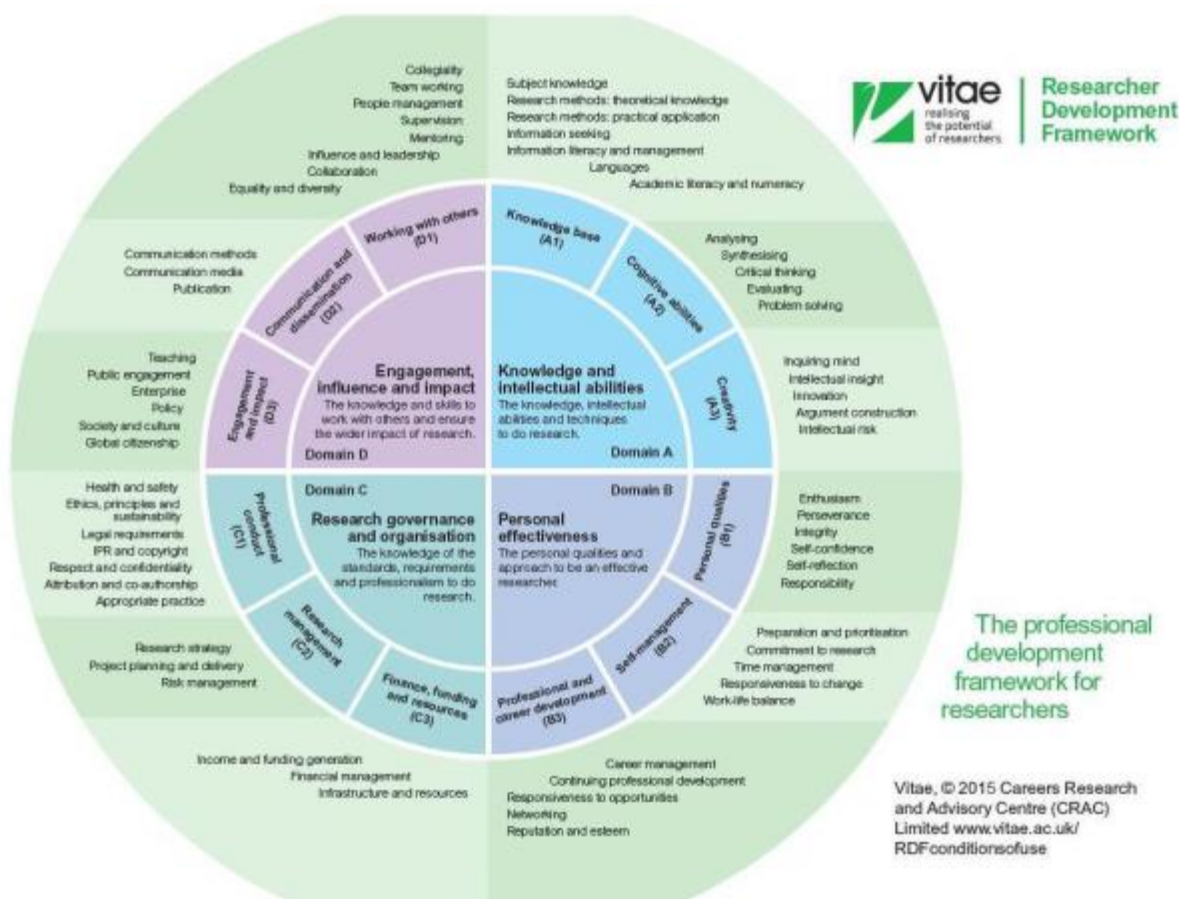 Collegiality
Team working
People management
Supervision
Mentoring
Influence and leadership
Collaboration
Equality and diversity
Subject knowledge
Research methods: theoretical knowledge
Research methods: practical application
Information seeking
Information literacy and management
Languages
Academic literacy and numeracy
vitae
realising
the potential
of researchers
Researcher
Development
Framework
Working with others
(D1)
Knowledge base
(A1)
Communication methods
Communication media
Publication
Communication and
dissemination
(D2)
Cognitive abilities
(A2)
Analysing
Synthesising
Critical thinking
Evaluating
Problem solving
Teaching
Public engagement
Enterprise
Policy
Society and culture
Global citizenship
Engagement
and impact
(D3)
Engagement,
influence and impact
The knowledge and skills to
work with others and ensure
the wider impact of research.
Domain D
Knowledge and
intellectual abilities
The knowledge, intellectual
abilities and techniques
to do research.
Domain A
Creativity
(A3)
Inquiring mind
Intellectual insight
Innovation
Argument construction
Intellectual risk
Health and safety
Ethics, principles and
sustainability
Legal requirements
IPR and copyright
Respect and confidentiality
Attribution and co-authorship
Appropriate practice
Professional
conduct
(C1)
Domain C
Research governance
and organisation
The knowledge of the
standards, requirements
and professionalism to do
research.
Domain B
Personal
effectiveness
The personal qualities and
approach to be an effective
researcher.
Personal qualities
(B1)
Enthusiasm
Perseverance
Integrity
Self-confidence
Self-reflection
Responsibility
Research strategy
Project planning and delivery
Risk management
Research
management
(C2)
Finance, funding
and resources
(C3)
Professional and
career development
(B3)
Self-management
(B2)
Preparation and prioritisation
Commitment to research
Time management
Responsiveness to change
Work-life balance
The professional
development
framework for
researchers
Income and funding generation
Financial management
Infrastructure and resources
Career management
Continuing professional development
Responsiveness to opportunities
Networking
Reputation and esteem
Vitae, © 2015 Careers Research
and Advisory Centre (CRAC)
Limited www.vitae.ac.uk/
RDFconditionsofuse